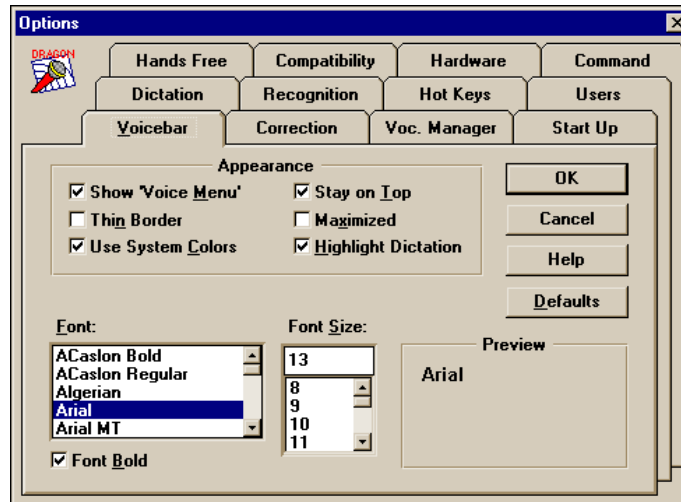 Options
DRAGON
Hands Free Compatibility Hardware Command
Dictation Recognition Hot Keys Users
Voicebar Correction Voc. Manager Start Up
Appearance
Show 'Voice Menu' Stay on Top
Thin Border Maximized
Use System Colors Highlight Dictation
OK
Cancel
Help
Defaults
Font:
ACaslon Bold
ACaslon Regular
Algerian
Arial
Arial MT
Font Bold
Font Size:
13
8
9
10
11
Preview
Arial